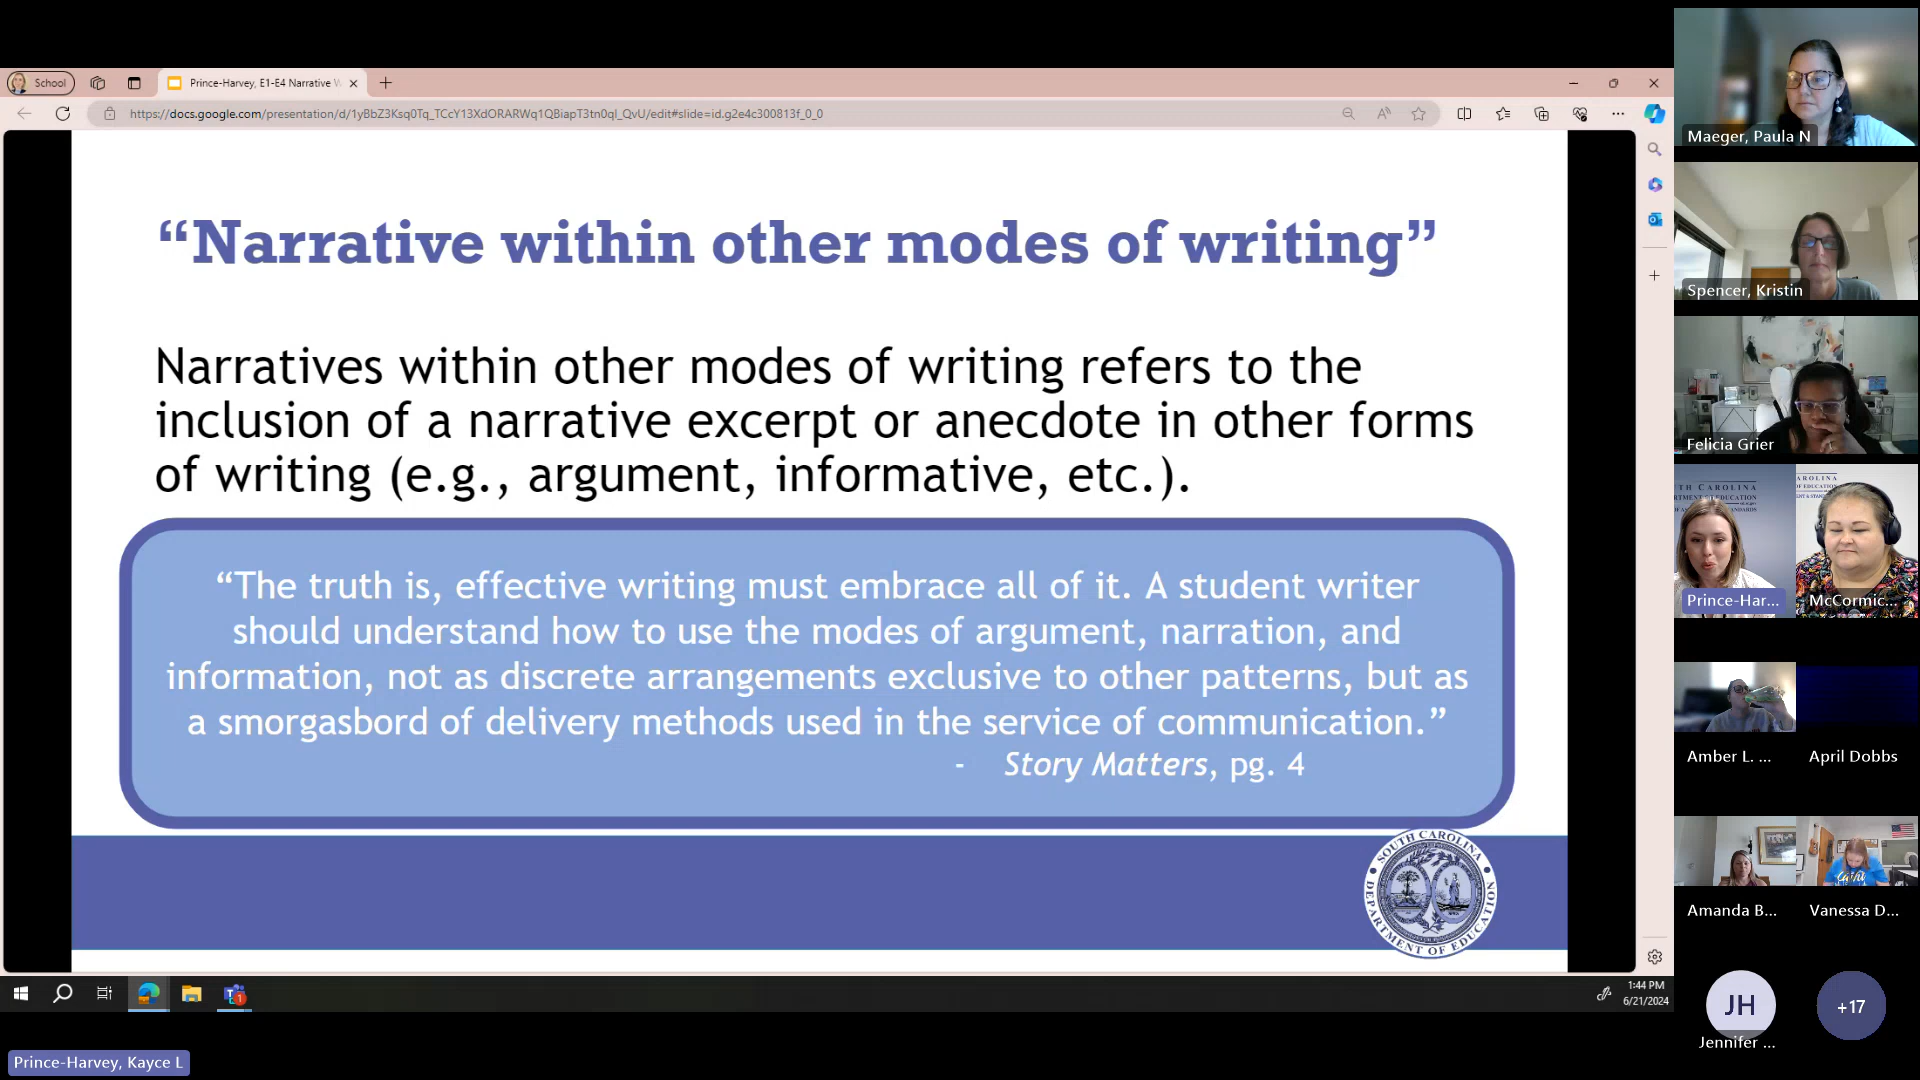 School
Prince-Harvey, E1-E4 Narrative W
https://docs.google.com/presentation/d/1yBbZ3Ksq0Tq_TCcY13XdORARWq1QBiapT3tn0ql_QvU/edit#slide=id.g2e4c300813f_0_0
“Narrative within other modes of writing”
Narratives within other modes of writing refers to the
inclusion of a narrative excerpt or anecdote in other forms
of writing (e.g., argument, informative, etc.).
“The truth is, effective writing must embrace all of it. A student writer
should understand how to use the modes of argument, narration, and
information, not as discrete arrangements exclusive to other patterns, but as
a smorgasbord of delivery methods used in the service of communication.”
- Story Matters, pg. 4
SOUTH CAROLINA
DEPARTMENT OF EDUCATION
1:44 PM
6/21/2024
Prince-Harvey, Kayce L
Maeger, Paula N
Spencer, Kristin
Felicia Grier
Prince-Har...
McCormic...
Amber L. ...
April Dobbs
Amanda B...
Vanessa D...
JH
Jennifer ...
+17